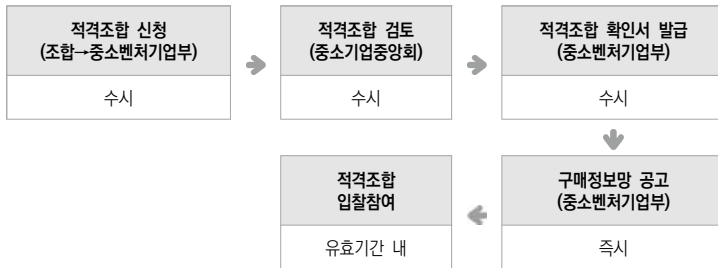 적격조합 신청
(조합→중소벤처기업부)
수시
적격조합 검토
(중소기업중앙회)
수시
적격조합 확인서 발급
(중소벤처기업부)
수시
구매정보망 공고
(중소벤처기업부)
즉시
적격조합
입찰참여
유효기간 내